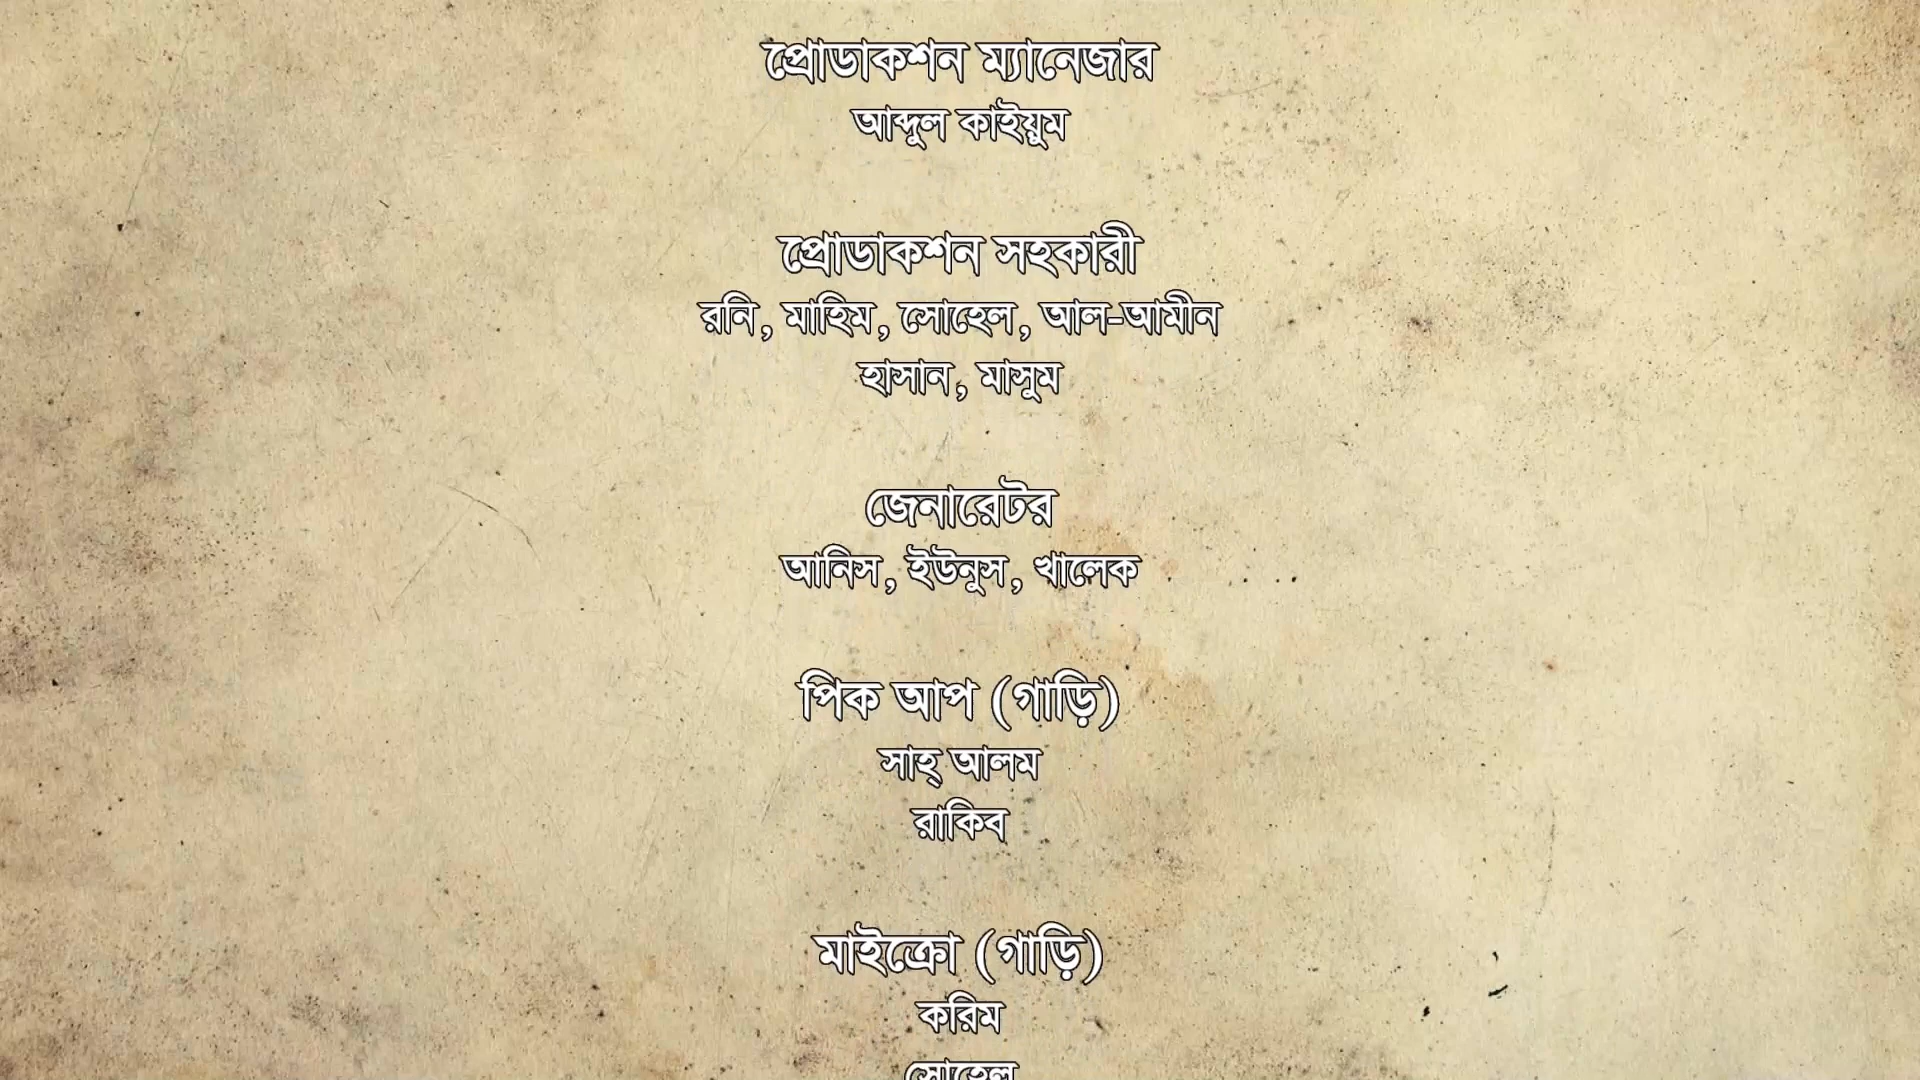 প্রোডাকশন ম্যানেজার
আব্দুল কাইয়ুম
প্রোডাকশন সহকারী
রনি, মাহিম, সোহেল, আল-আমীন
হাসান, মাসুম
জেনারেটর
আনিস, ইউনুস, খালেক
পিক আপ (গাড়ি)
সাহ্ আলম
রাকিব
মাইক্রো (গাড়ি)
করিম
সোহেল